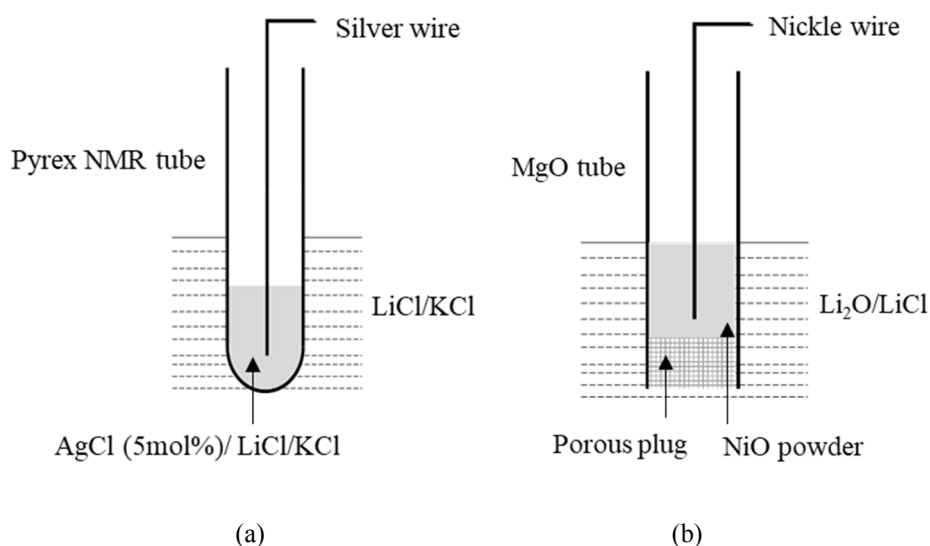 Silver wire
Pyrex NMR tube
LiCl/KCl
AgCl (5mol%)/ LiCl/KCl
(a)
Nickle wire
MgO tube
Li₂O/LiCl
Porous plug
NiO powder
(b)